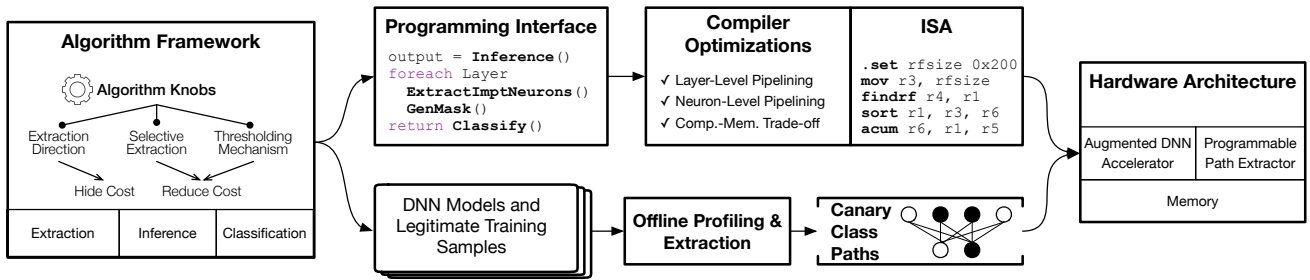 Algorithm Framework
Algorithm Knobs
Extraction Direction
Selective Extraction
Thresholding Mechanism
Hide Cost
Reduce Cost
Extraction
Inference
Classification
Programming Interface
output = Inference()
foreach Layer
ExtractImptNeurons()
GenMask()
return Classify()
Compiler
Optimizations
✓ Layer-Level Pipelining
✓ Neuron-Level Pipelining
✓ Comp.-Mem. Trade-off
ISA
.set rfsize 0x200
mov r3, rfsize
findrf r4, r1
sort r1, r3, r6
acum r6, r1, r5
DNN Models and
Legitimate Training
Samples
Offline Profiling &
Extraction
Canary
Class
Paths
Hardware Architecture
Augmented DNN
Accelerator
Programmable
Path Extractor
Memory